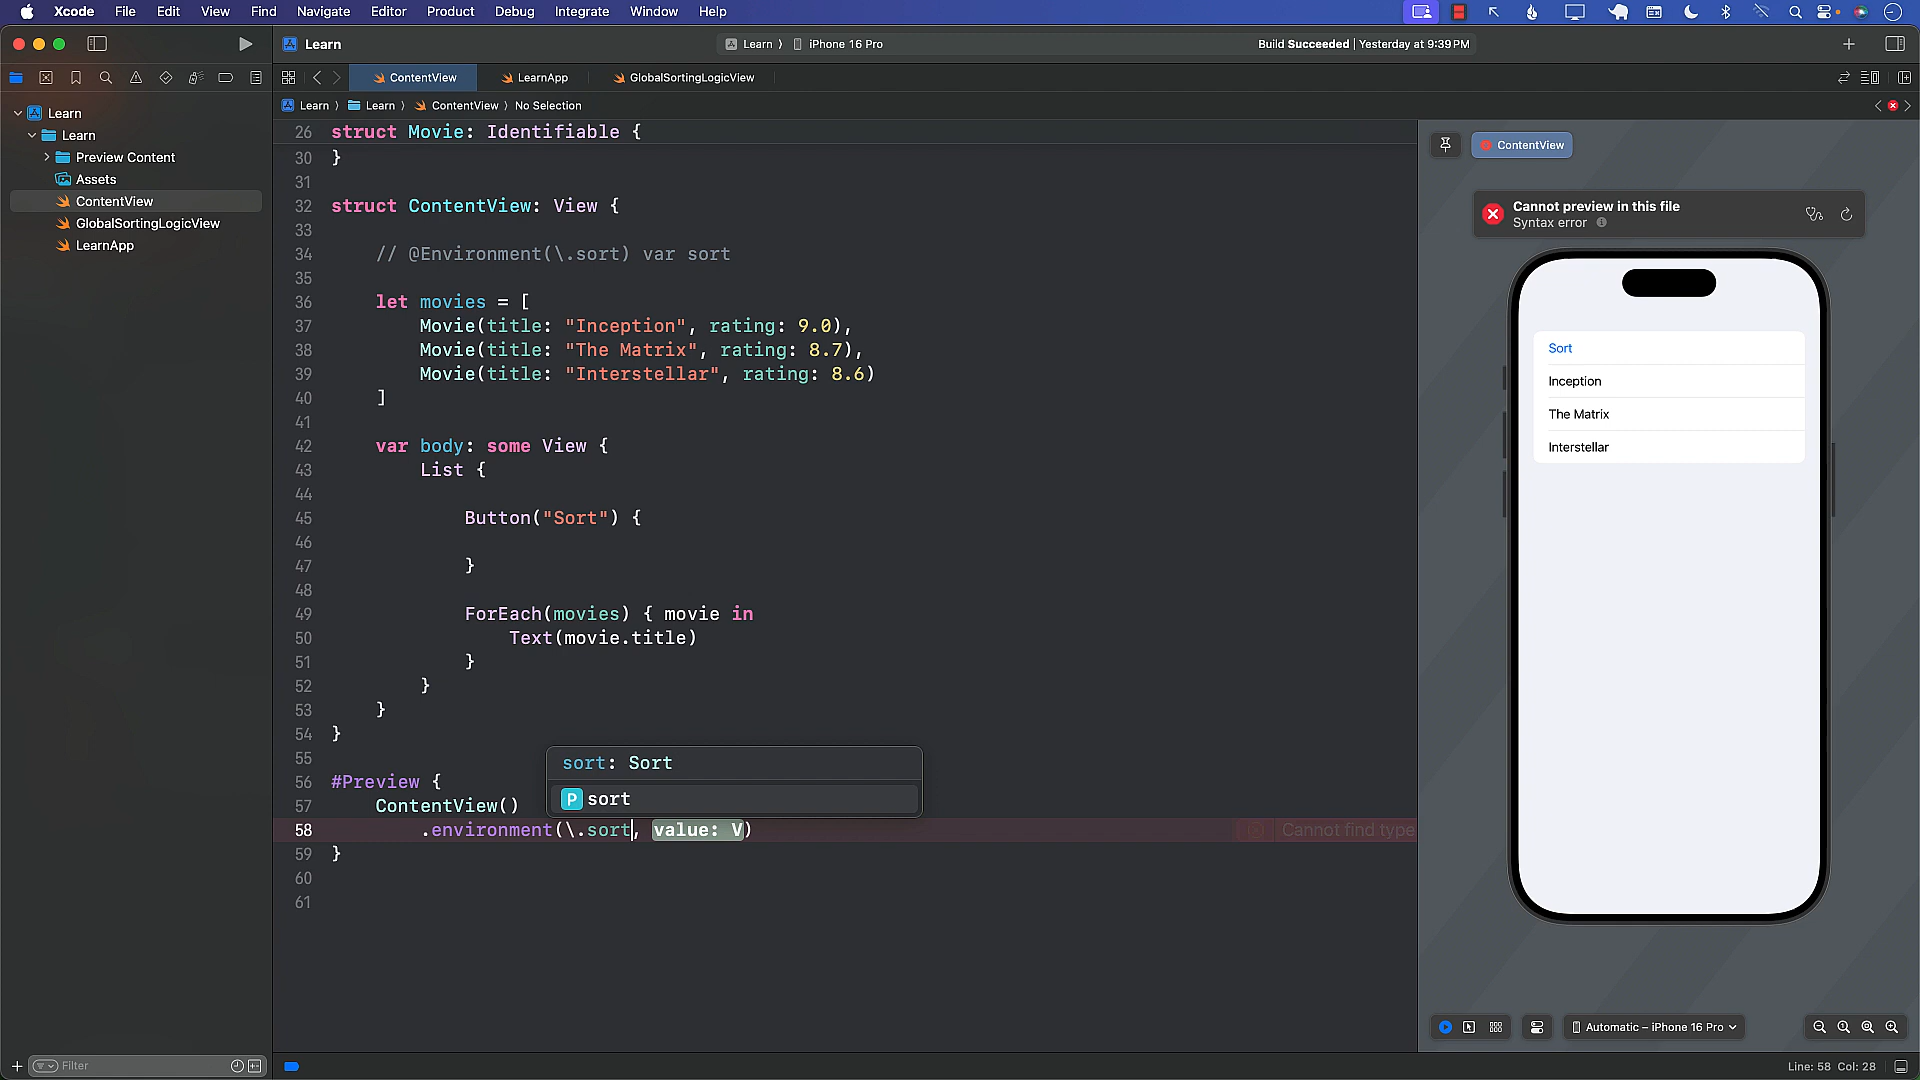 Xcode File Edit View Find Navigate Editor Product Debug Integrate Window Help
Learn
Learn ⟩ iPhone 16 Pro
Build Succeeded | Yesterday at 9:39 PM
ContentView
LearnApp
GlobalSortingLogicView
Learn ⟩ Learn ⟩ ContentView ⟩ No Selection
Learn
Learn
Preview Content
Assets
ContentView
GlobalSortingLogicView
LearnApp
Filter
26 struct Movie: Identifiable {
30 }
31
32 struct ContentView: View {
33
34 // @Environment(\.sort) var sort
35
36 let movies = [
37 Movie(title: "Inception", rating: 9.0),
38 Movie(title: "The Matrix", rating: 8.7),
39 Movie(title: "Interstellar", rating: 8.6)
40 ]
41
42 var body: some View {
43 List {
44
45 Button("Sort") {
46
47 }
48
49 ForEach(movies) { movie in
50 Text(movie.title)
51 }
52 }
53 }
54 }
55
sort: Sort
P sort
56 #Preview {
57 ContentView()
58 .environment(\.sort, value: V)
Cannot find type
59 }
60
61
ContentView
Cannot preview in this file
Syntax error
Sort
Inception
The Matrix
Interstellar
Automatic – iPhone 16 Pro
Line: 58 Col: 28